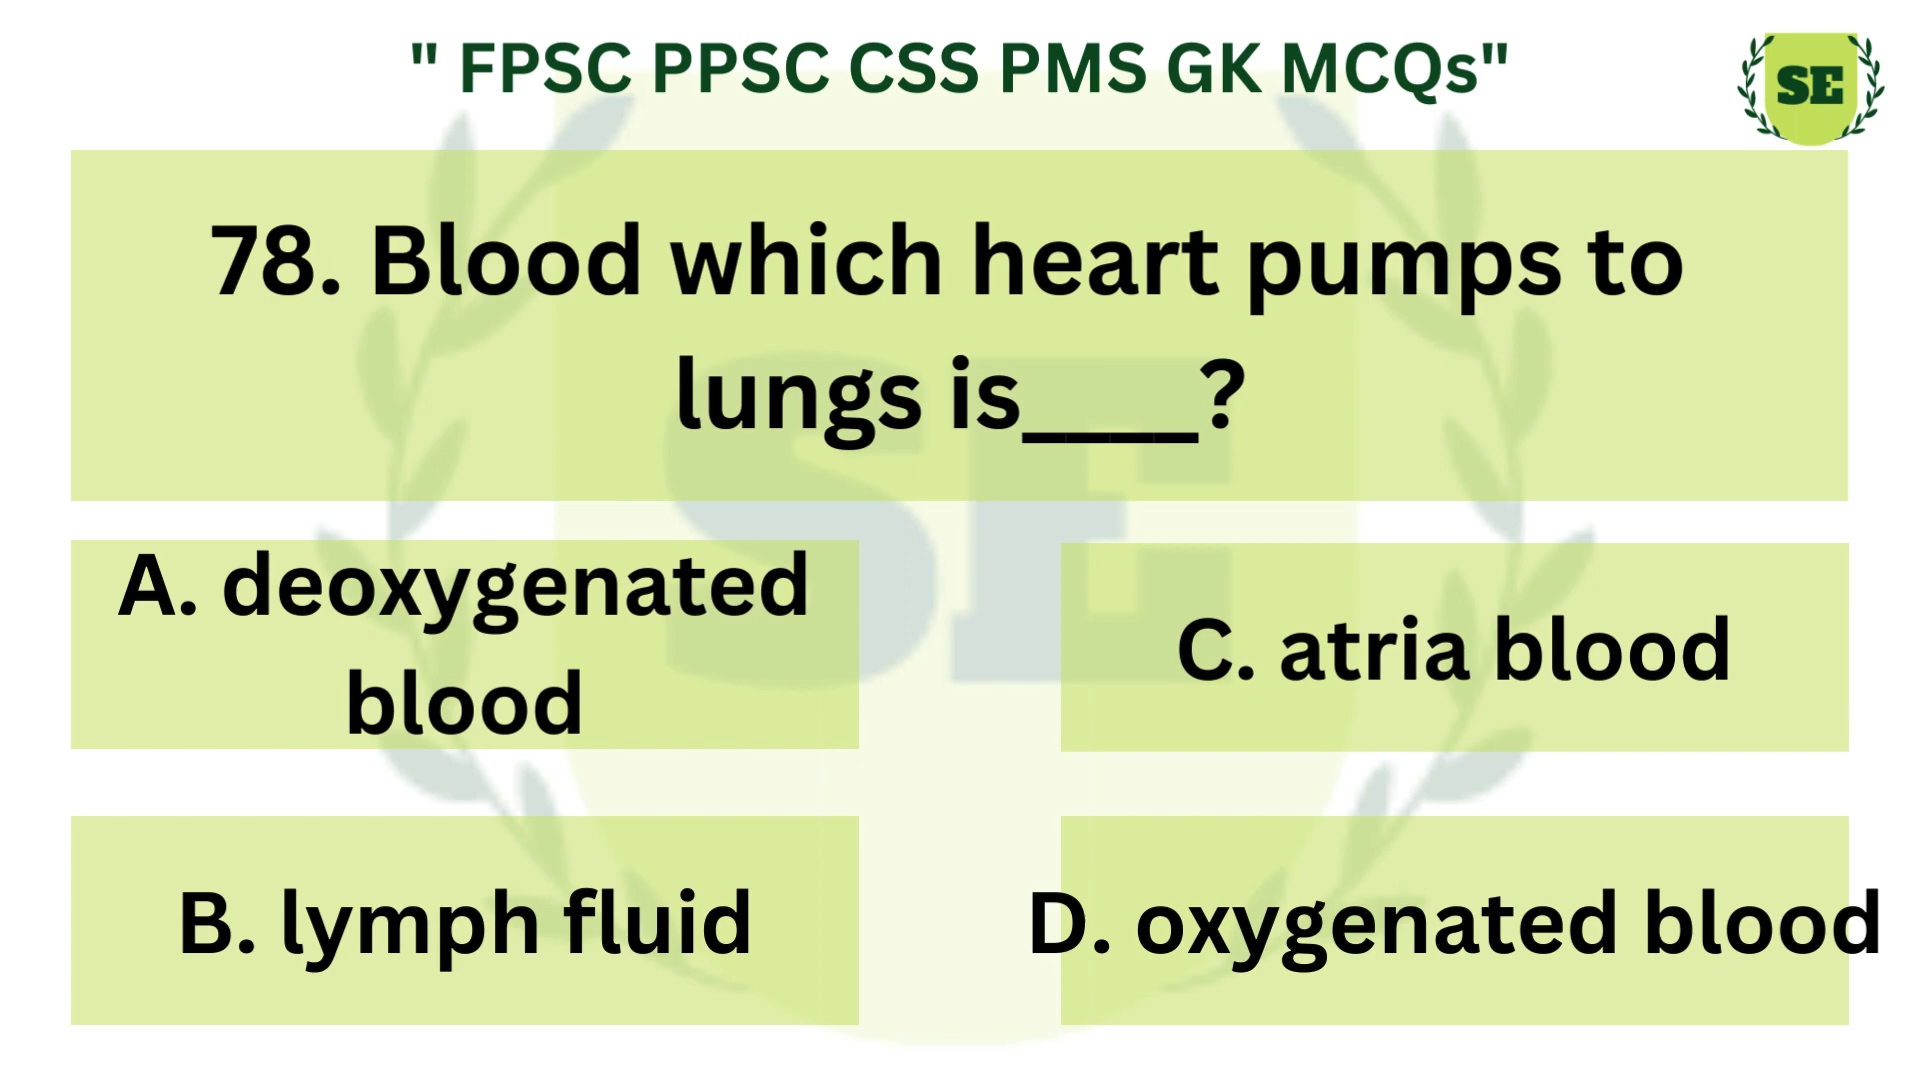 " FPSC PPSC CSS PMS GK MCQs"
SE
78. Blood which heart pumps to
lungs is____?
A. deoxygenated
blood
C. atria blood
B. lymph fluid
D. oxygenated blood
SE